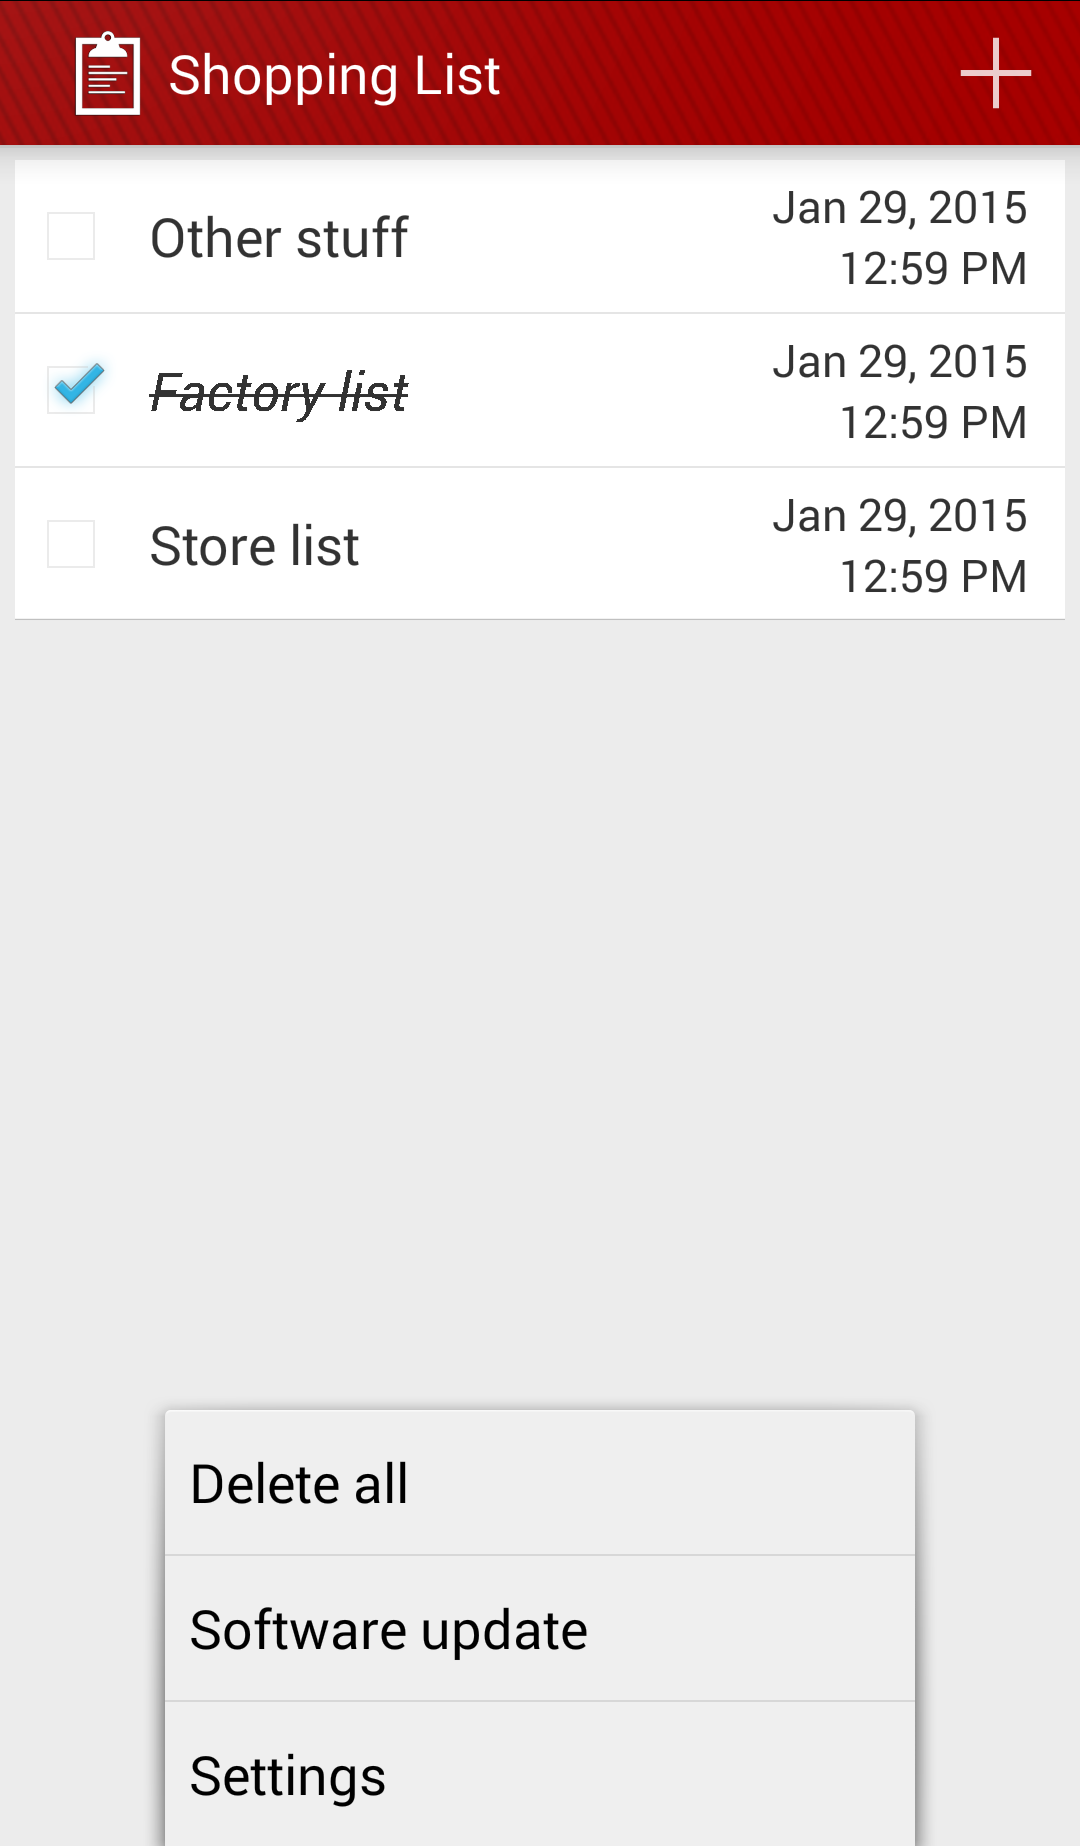 Shopping List
Other stuff
Jan 29, 2015
12:59 PM
Factory list
Jan 29, 2015
12:59 PM
Store list
Jan 29, 2015
12:59 PM
Delete all
Software update
Settings